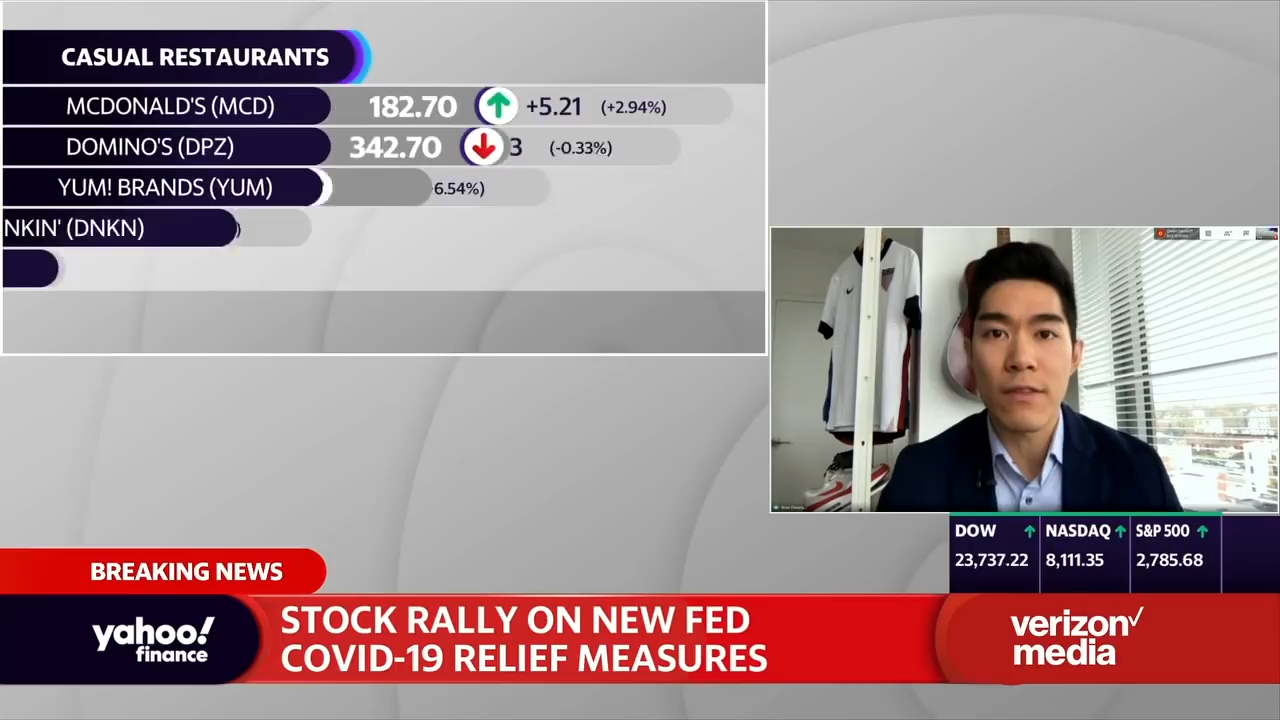 CASUAL RESTAURANTS
MCDONALD'S (MCD) 182.70 +5.21 (+2.94%)
DOMINO'S (DPZ) 342.70 3 (-0.33%)
YUM! BRANDS (YUM) 6.54%)
NKIN' (DNKN) )
DOW NASDAQ S&P 500
23,737.22 8,111.35 2,785.68
BREAKING NEWS
yahoo! finance
STOCK RALLY ON NEW FED
COVID-19 RELIEF MEASURES
verizon✓
media